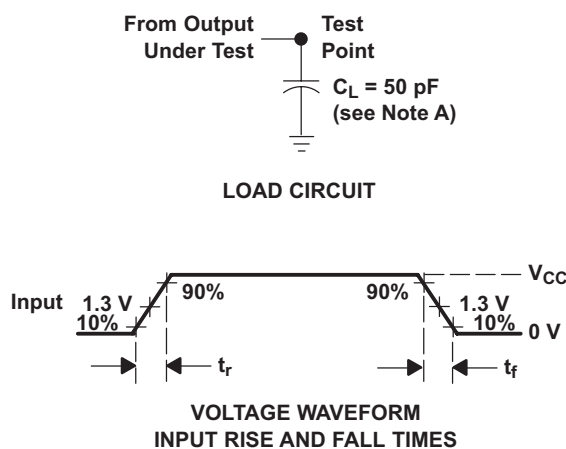 From Output
Under Test
Test
Point
CL = 50 pF
(see Note A)
LOAD CIRCUIT
Input
1.3 V
10%
90%
90%
1.3 V
10%
VCC
0 V
tr
tf
VOLTAGE WAVEFORM
INPUT RISE AND FALL TIMES